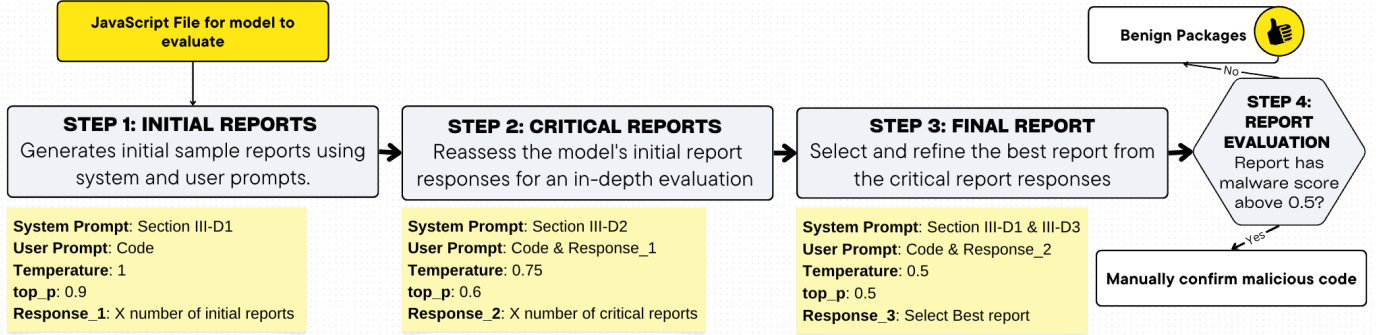 JavaScript File for model to
evaluate
STEP 1: INITIAL REPORTS
Generates initial sample reports using
system and user prompts.
System Prompt: Section III-D1
User Prompt: Code
Temperature: 1
top_p: 0.9
Response_1: X number of initial reports
STEP 2: CRITICAL REPORTS
Reassess the model's initial report
responses for an in-depth evaluation
System Prompt: Section III-D2
User Prompt: Code & Response_1
Temperature: 0.75
top_p: 0.6
Response_2: X number of critical reports
STEP 3: FINAL REPORT
Select and refine the best report from
the critical report responses
System Prompt: Section III-D1 & III-D3
User Prompt: Code & Response_2
Temperature: 0.5
top_p: 0.5
Response_3: Select Best report
STEP 4:
REPORT
EVALUATION
Report has
malware score
above 0.5?
No
Benign Packages
Yes
Manually confirm malicious code